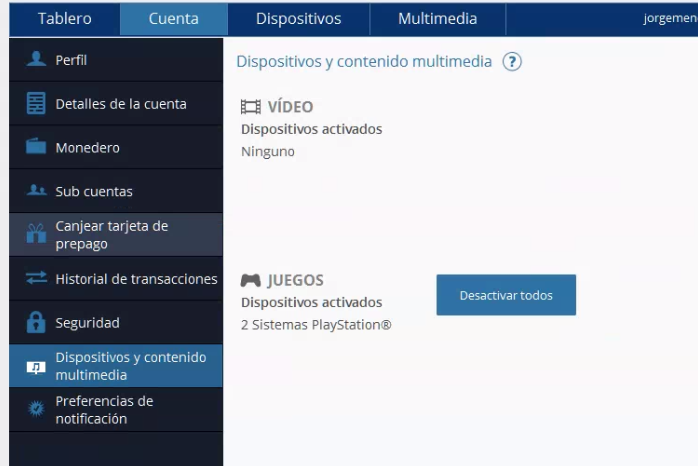 Tablero
Cuenta
Dispositivos
Multimedia
jorgemen
Perfil
Detalles de la cuenta
Monedero
Sub cuentas
Canjear tarjeta de
prepago
Historial de transacciones
Seguridad
Dispositivos y contenido
multimedia
Preferencias de
notificación
Dispositivos y contenido multimedia ?
VÍDEO
Dispositivos activados
Ninguno
JUEGOS
Dispositivos activados
2 Sistemas PlayStation®
Desactivar todos